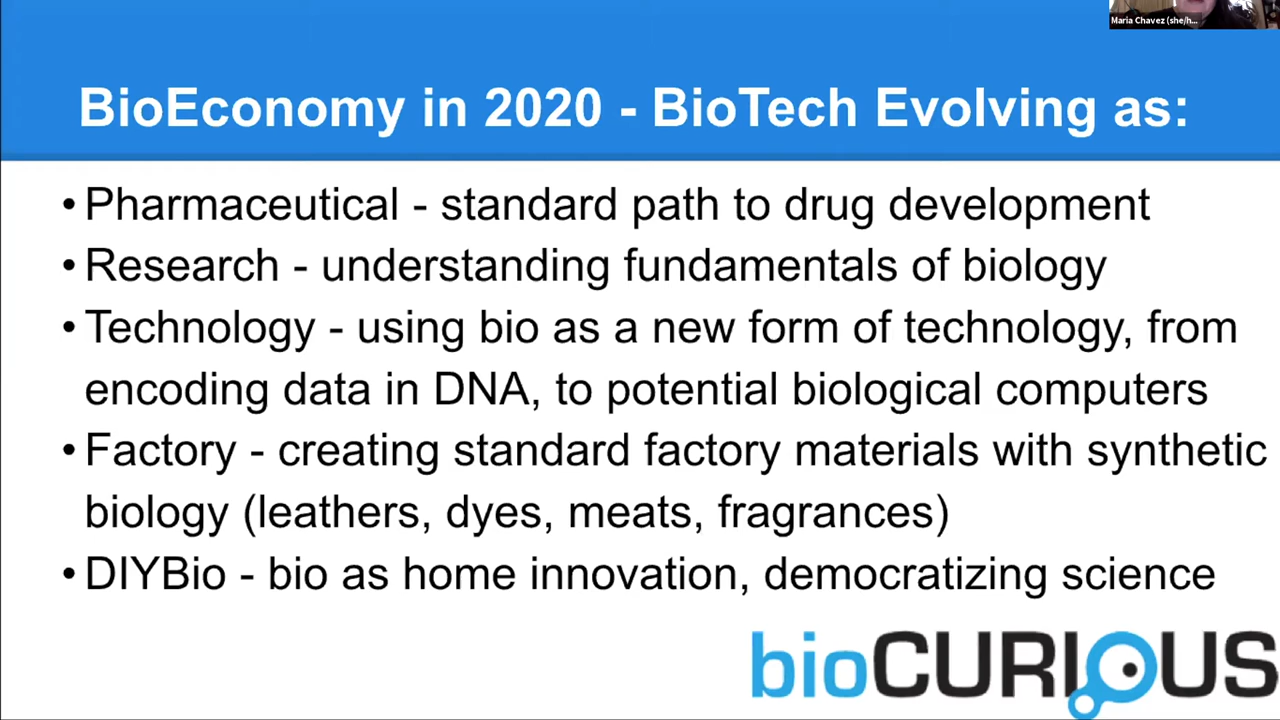 Maria Chavez (she/h...
BioEconomy in 2020 - BioTech Evolving as:
• Pharmaceutical - standard path to drug development
• Research - understanding fundamentals of biology
• Technology - using bio as a new form of technology, from
encoding data in DNA, to potential biological computers
• Factory - creating standard factory materials with synthetic
biology (leathers, dyes, meats, fragrances)
• DIYBio - bio as home innovation, democratizing science
bioCURIOUS